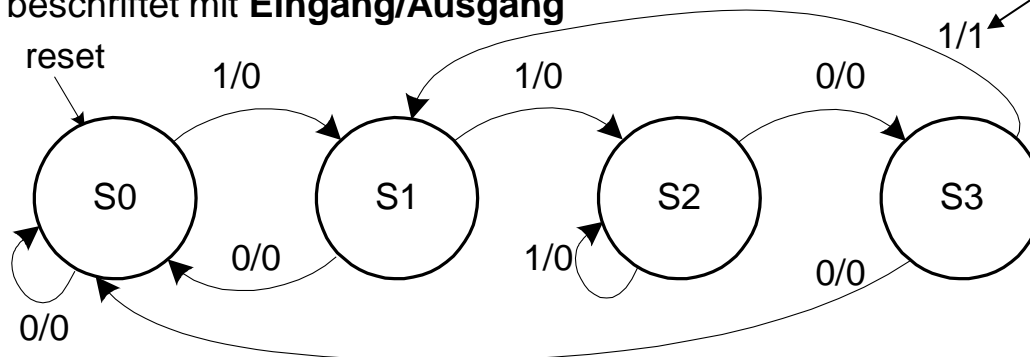 beschriftet mit Eingang/Ausgang
reset
1/0
1/0
0/0
1/1
S0
S1
S2
S3
0/0
1/0
0/0
0/0